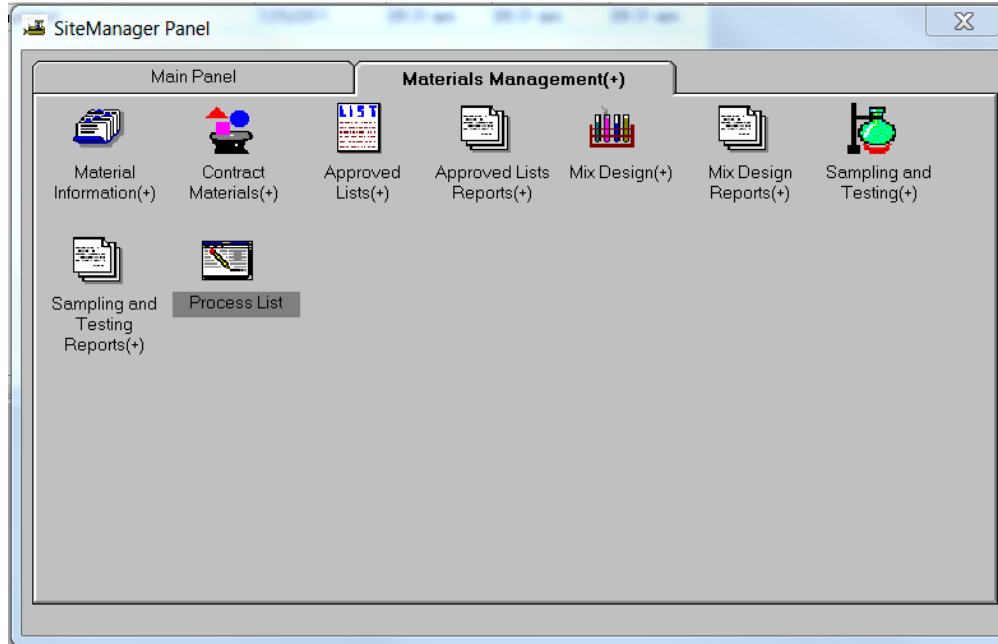 SiteManager Panel
Main Panel
Materials Management(+)
Material
Information(+)
Contract
Materials(+)
LIST
Approved
Lists(+)
Approved Lists
Reports(+)
Mix Design(+)
Mix Design
Reports(+)
Sampling and
Testing(+)
Sampling and
Testing
Reports(+)
Process List